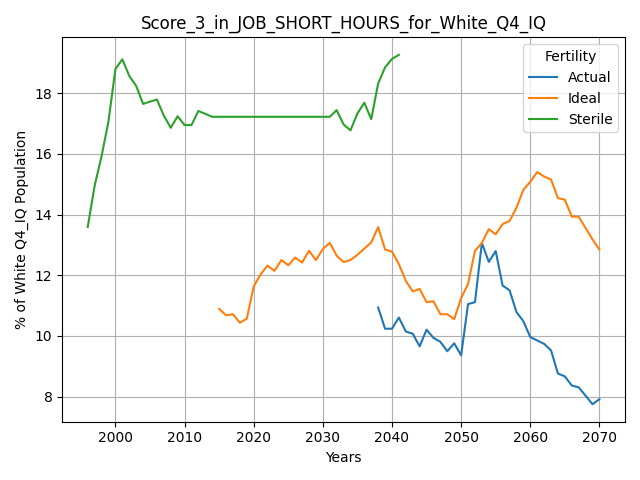 Score_3_in_JOB_SHORT_HOURS_for_White_Q4_IQ
Fertility
Actual
Ideal
Sterile
% of White Q4_IQ Population
18
16
14
12
10
8
2000 2010 2020 2030 2040 2050 2060 2070
Years